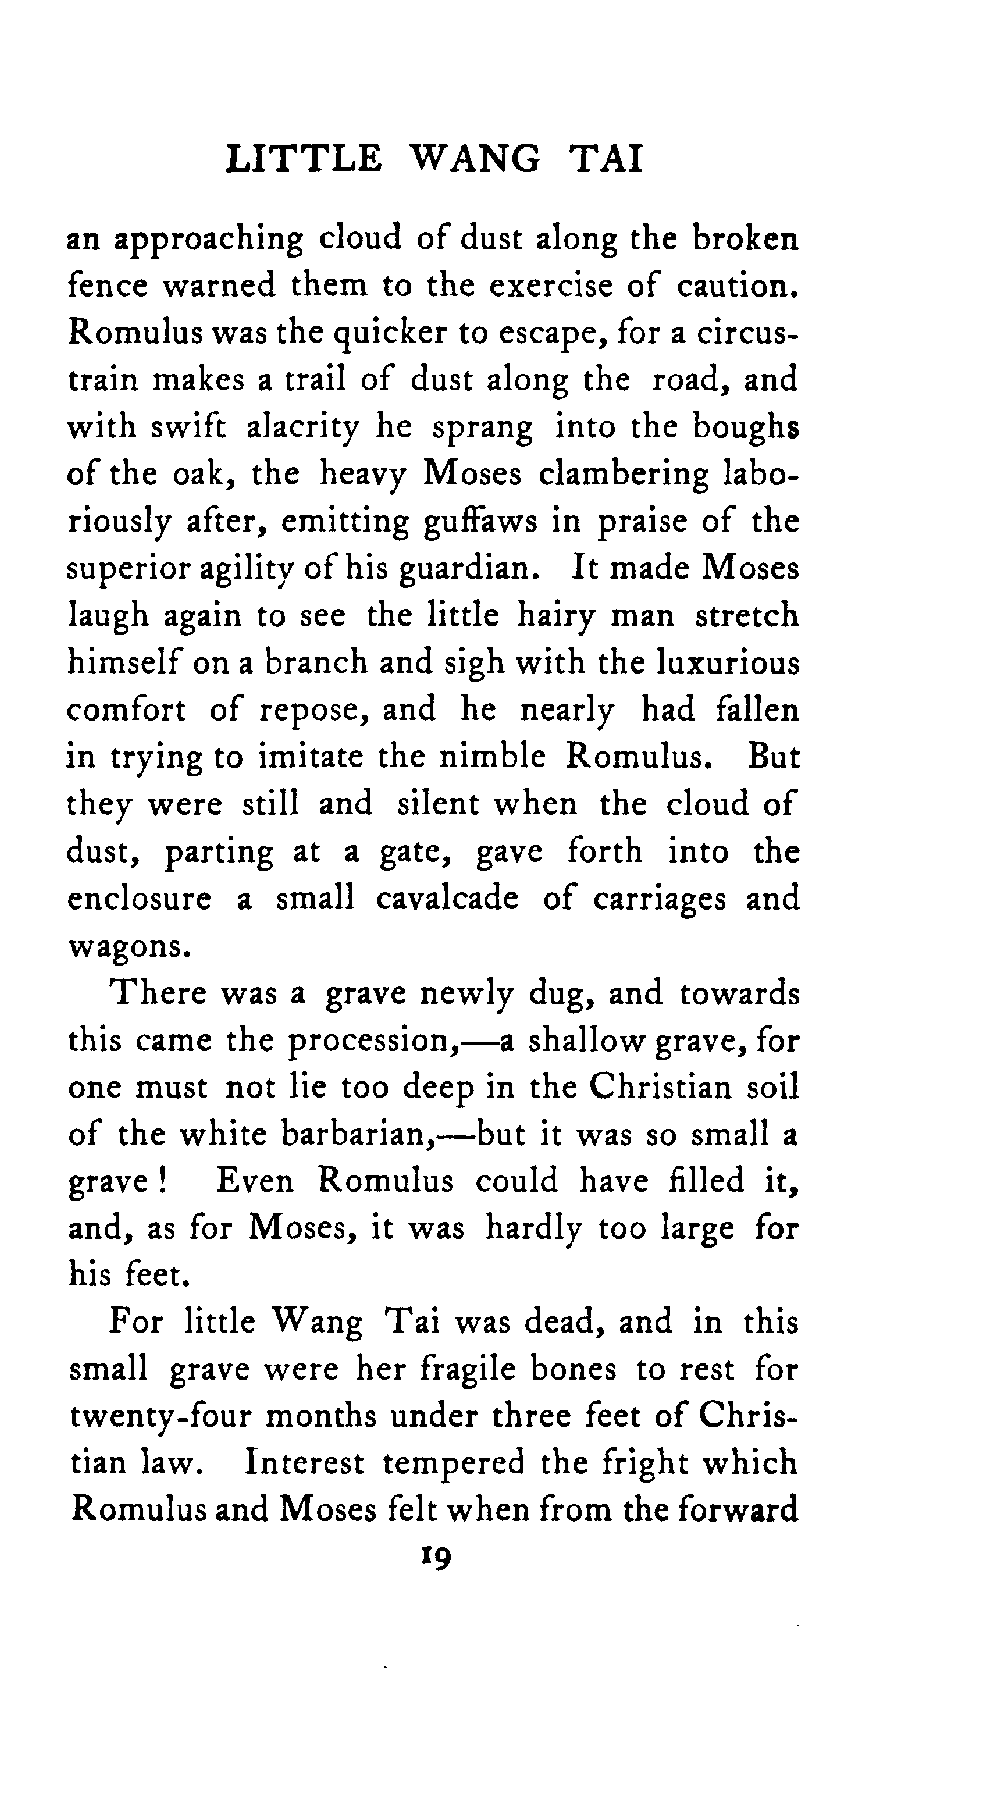 LITTLE WANG TAI
an approaching cloud of dust along the broken
fence warned them to the exercise of caution.
Romulus was the quicker to escape, for a circus-
train makes a trail of dust along the road, and
with swift alacrity he sprang into the boughs
of the oak, the heavy Moses clambering labo-
riously after, emitting guffaws in praise of the
superior agility of his guardian. It made Moses
laugh again to see the little hairy man stretch
himself on a branch and sigh with the luxurious
comfort of repose, and he nearly had fallen
in trying to imitate the nimble Romulus. But
they were still and silent when the cloud of
dust, parting at a gate, gave forth into the
enclosure a small cavalcade of carriages and
wagons.
There was a grave newly dug, and towards
this came the procession,—a shallow grave, for
one must not lie too deep in the Christian soil
of the white barbarian,—but it was so small a
grave ! Even Romulus could have filled it,
and, as for Moses, it was hardly too large for
his feet.
For little Wang Tai was dead, and in this
small grave were her fragile bones to rest for
twenty-four months under three feet of Chris-
tian law. Interest tempered the fright which
Romulus and Moses felt when from the forward
19